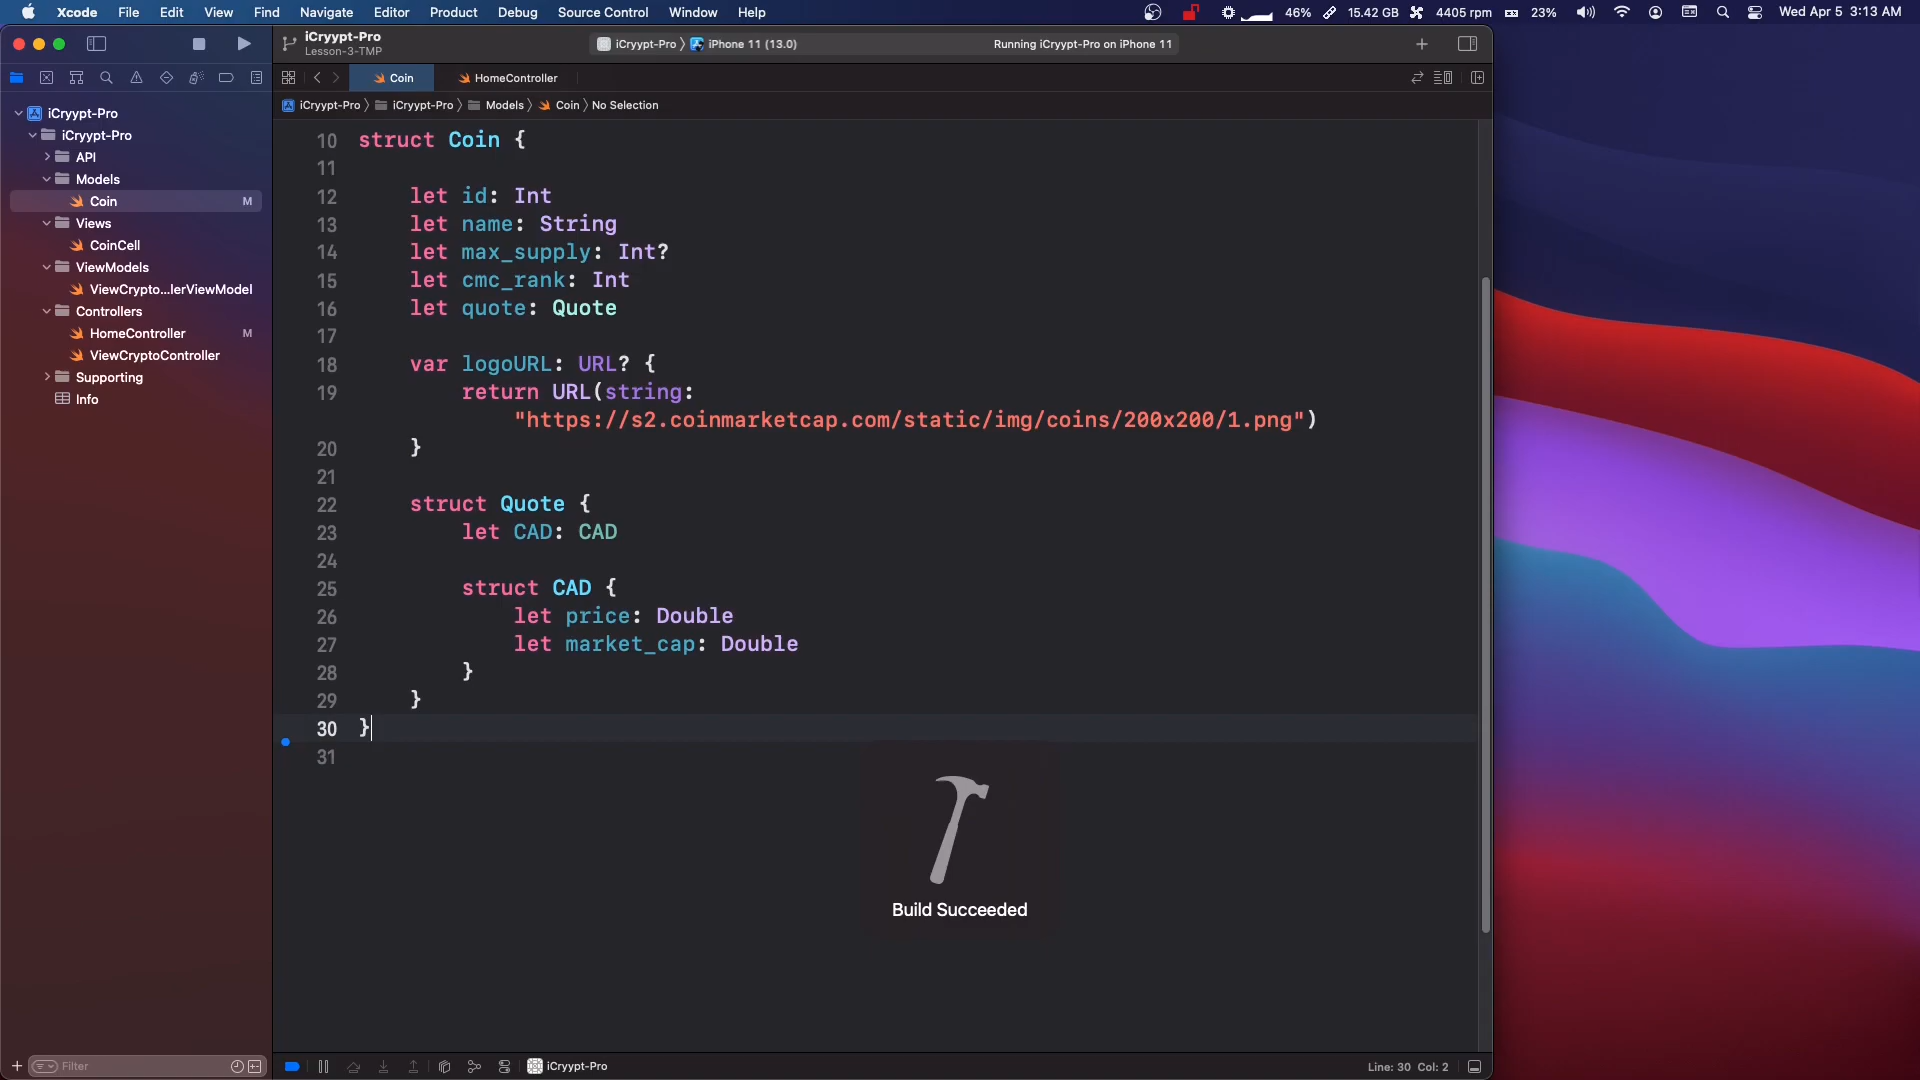 Xcode File Edit View Find Navigate Editor Product Debug Source Control Window Help 46% 15.42 GB 4405 rpm 23% Wed Apr 5 3:13 AM
iCryypt-Pro
Lesson-3-TMP
iCryypt-Pro iPhone 11 (13.0) Running iCryypt-Pro on iPhone 11
Coin HomeController
iCryypt-Pro iCryypt-Pro Models Coin No Selection
iCryypt-Pro
iCryypt-Pro
API
Models
Coin M
Views
CoinCell
ViewModels
ViewCrypto...lerViewModel
Controllers
HomeController M
ViewCryptoController
Supporting
Info
10 struct Coin {
11
12 let id: Int
13 let name: String
14 let max_supply: Int?
15 let cmc_rank: Int
16 let quote: Quote
17
18 var logoURL: URL? {
19 return URL(string:
"https://s2.coinmarketcap.com/static/img/coins/200x200/1.png")
20 }
21
22 struct Quote {
23 let CAD: CAD
24
25 struct CAD {
26 let price: Double
27 let market_cap: Double
28 }
29 }
30 }
31
Build Succeeded
Filter
iCryypt-Pro
Line: 30 Col: 2